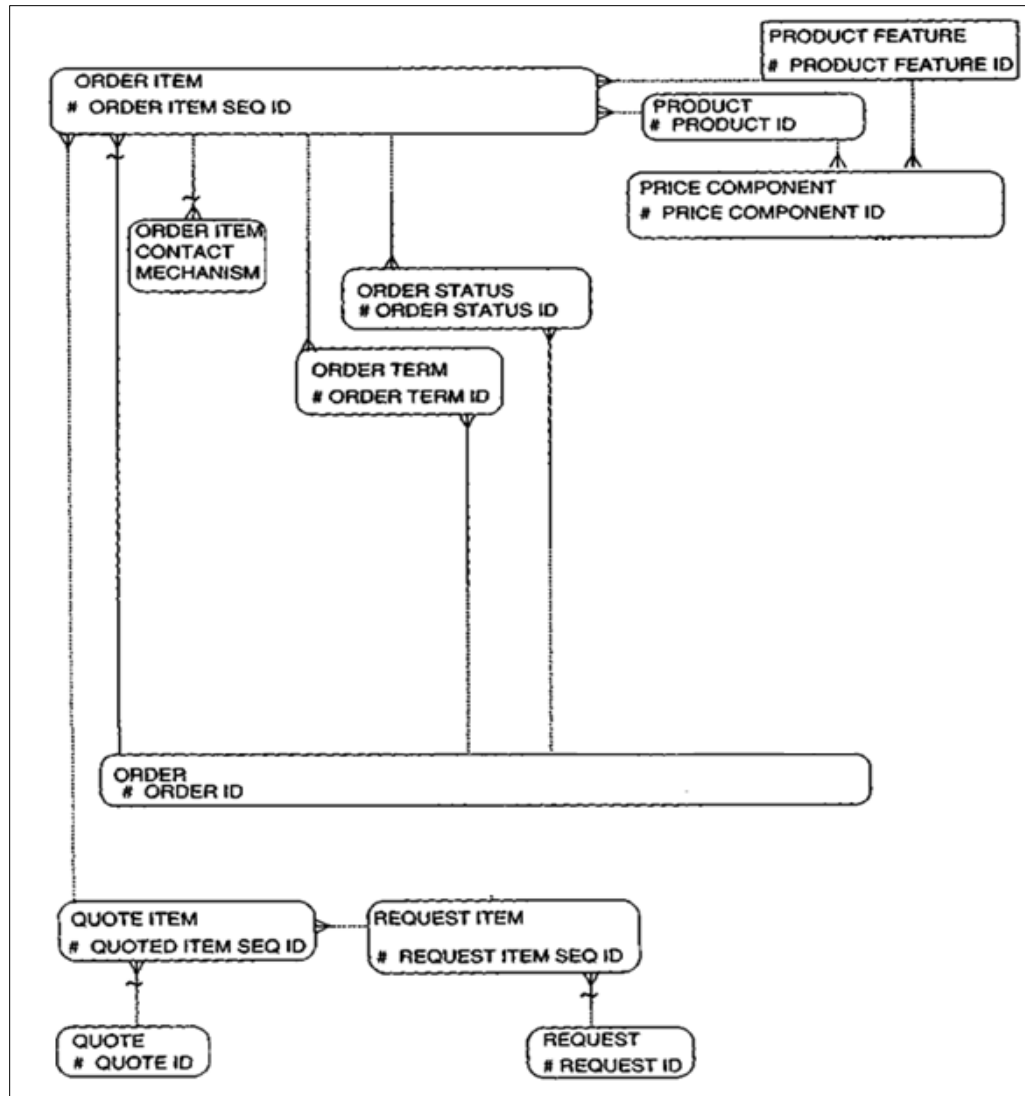 PRODUCT FEATURE
# PRODUCT FEATURE ID
ORDER ITEM
# ORDER ITEM SEQ ID
PRODUCT
# PRODUCT ID
PRICE COMPONENT
# PRICE COMPONENT ID
ORDER ITEM
CONTACT
MECHANISM
ORDER STATUS
# ORDER STATUS ID
ORDER TERM
# ORDER TERM ID
ORDER
# ORDER ID
QUOTE ITEM
# QUOTED ITEM SEQ ID
REQUEST ITEM
# REQUEST ITEM SEQ ID
QUOTE
# QUOTE ID
REQUEST
# REQUEST ID